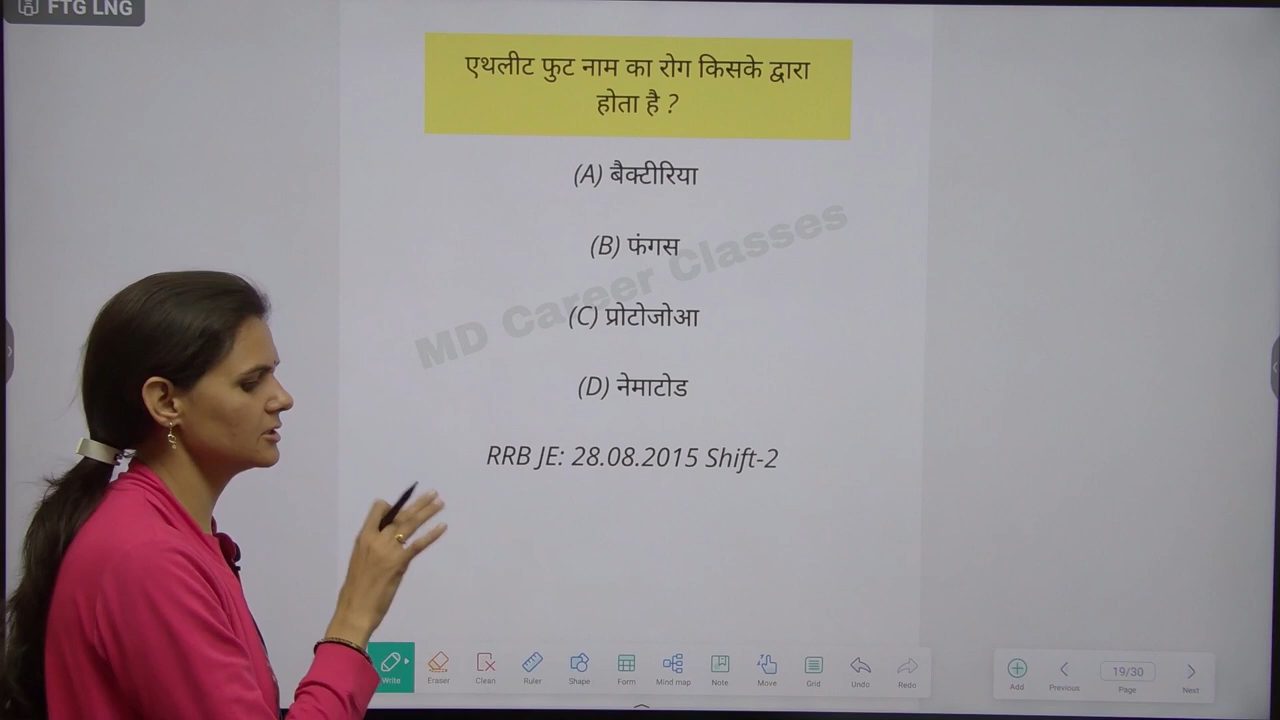 FTG LNG
एथलीट फुट नाम का रोग किसके द्वारा
होता है ?
(A) बैक्टीरिया
(B) फंगस
(C) प्रोटोजोआ
(D) नेमाटोड
MD Career Classes
RRB JE: 28.08.2015 Shift-2
Write
Eraser
Clean
Ruler
Shape
Form
Mind map
Note
Move
Grid
Undo
Redo
Add
Previous
19/30
Page
Next